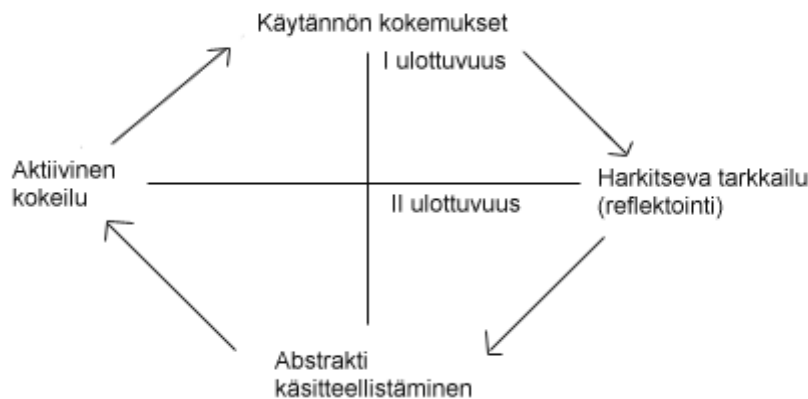 Käytännön kokemukset
I ulottuvuus
Aktiivinen
kokeilu
Harkitseva tarkkailu
(reflektointi)
II ulottuvuus
Abstrakti
käsitteellistäminen